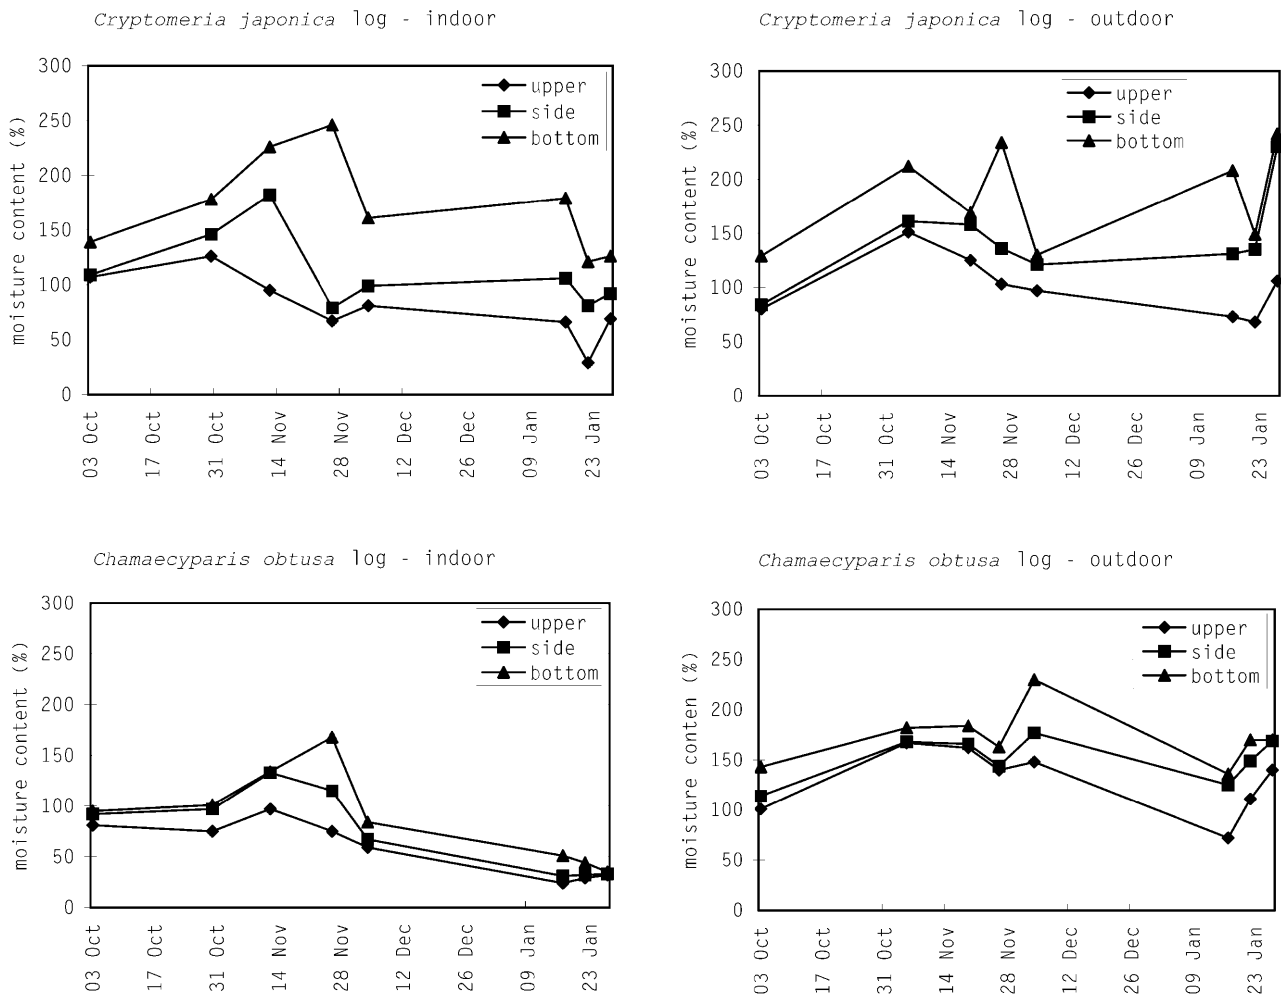 Cryptomeria japonica log - indoor
moisture content (%)
300
250
200
150
100
50
0
upper
side
bottom
03 Oct
17 Oct
31 Oct
14 Nov
28 Nov
12 Dec
26 Dec
09 Jan
23 Jan
Cryptomeria japonica log - outdoor
moisture content (%)
300
250
200
150
100
50
0
upper
side
bottom
03 Oct
17 Oct
31 Oct
14 Nov
28 Nov
12 Dec
26 Dec
09 Jan
23 Jan
Chamaecyparis obtusa log - indoor
moisture content (%)
300
250
200
150
100
50
0
upper
side
bottom
03 Oct
17 Oct
31 Oct
14 Nov
28 Nov
12 Dec
26 Dec
09 Jan
23 Jan
Chamaecyparis obtusa log - outdoor
moisture conten (%)
300
250
200
150
100
50
0
upper
side
bottom
03 Oct
17 Oct
31 Oct
14 Nov
28 Nov
12 Dec
26 Dec
09 Jan
23 Jan